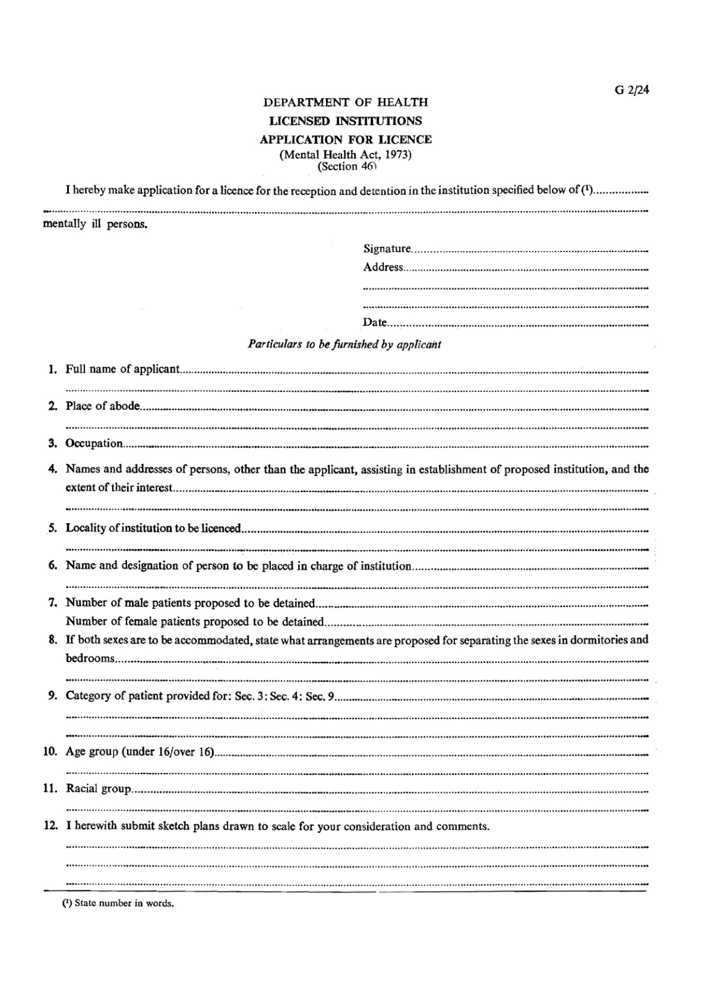 G 2/24
DEPARTMENT OF HEALTH
LICENSED INSTITUTIONS
APPLICATION FOR LICENCE
(Mental Health Act, 1973)
(Section 46)
I hereby make application for a licence for the reception and detention in the institution specified below of (¹)
mentally ill persons.
Signature
Address
Date
Particulars to be furnished by applicant
1. Full name of applicant
2. Place of abode
3. Occupation
4. Names and addresses of persons, other than the applicant, assisting in establishment of proposed institution, and the
extent of their interest
5. Locality of institution to be licenced
6. Name and designation of person to be placed in charge of institution
7. Number of male patients proposed to be detained
Number of female patients proposed to be detained
8. If both sexes are to be accommodated, state what arrangements are proposed for separating the sexes in dormitories and
bedrooms
9. Category of patient provided for: Sec. 3: Sec. 4: Sec. 9
10. Age group (under 16/over 16)
11. Racial group
12. I herewith submit sketch plans drawn to scale for your consideration and comments.
(¹) State number in words.